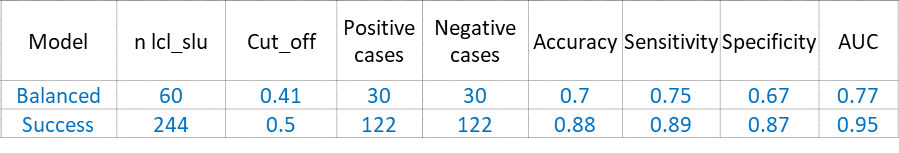 Model n lcl_slu Cut_off Positive cases Negative cases Accuracy Sensitivity Specificity AUC
Balanced 60 0.41 30 30 0.7 0.75 0.67 0.77
Success 244 0.5 122 122 0.88 0.89 0.87 0.95